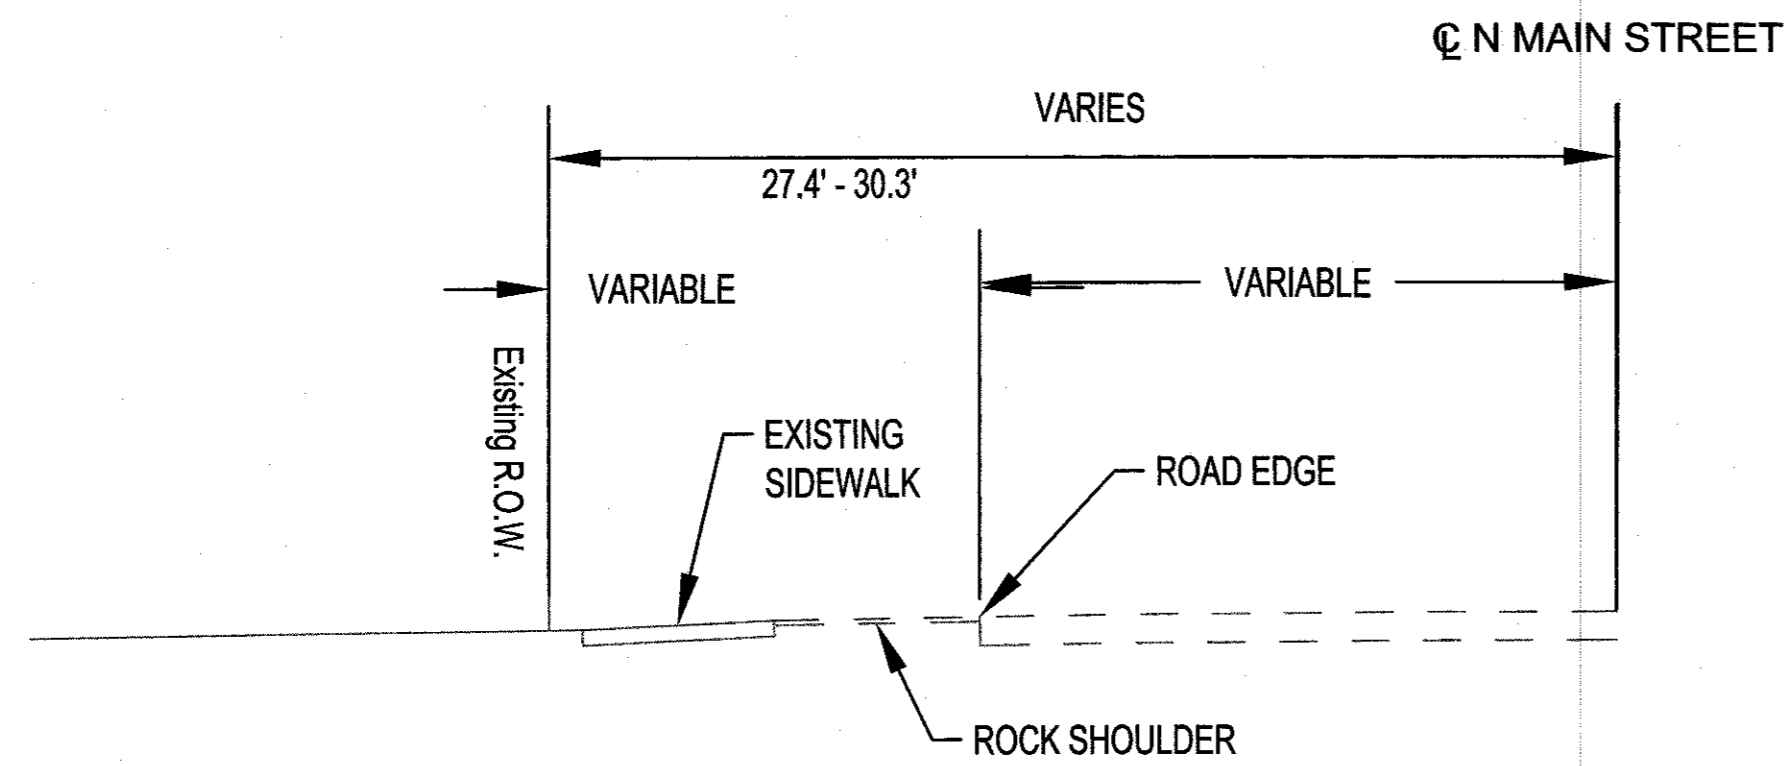 ℄ N MAIN STREET
VARIES
27.4' - 30.3'
VARIABLE
VARIABLE
Existing R.O.W.
EXISTING
SIDEWALK
ROAD EDGE
ROCK SHOULDER